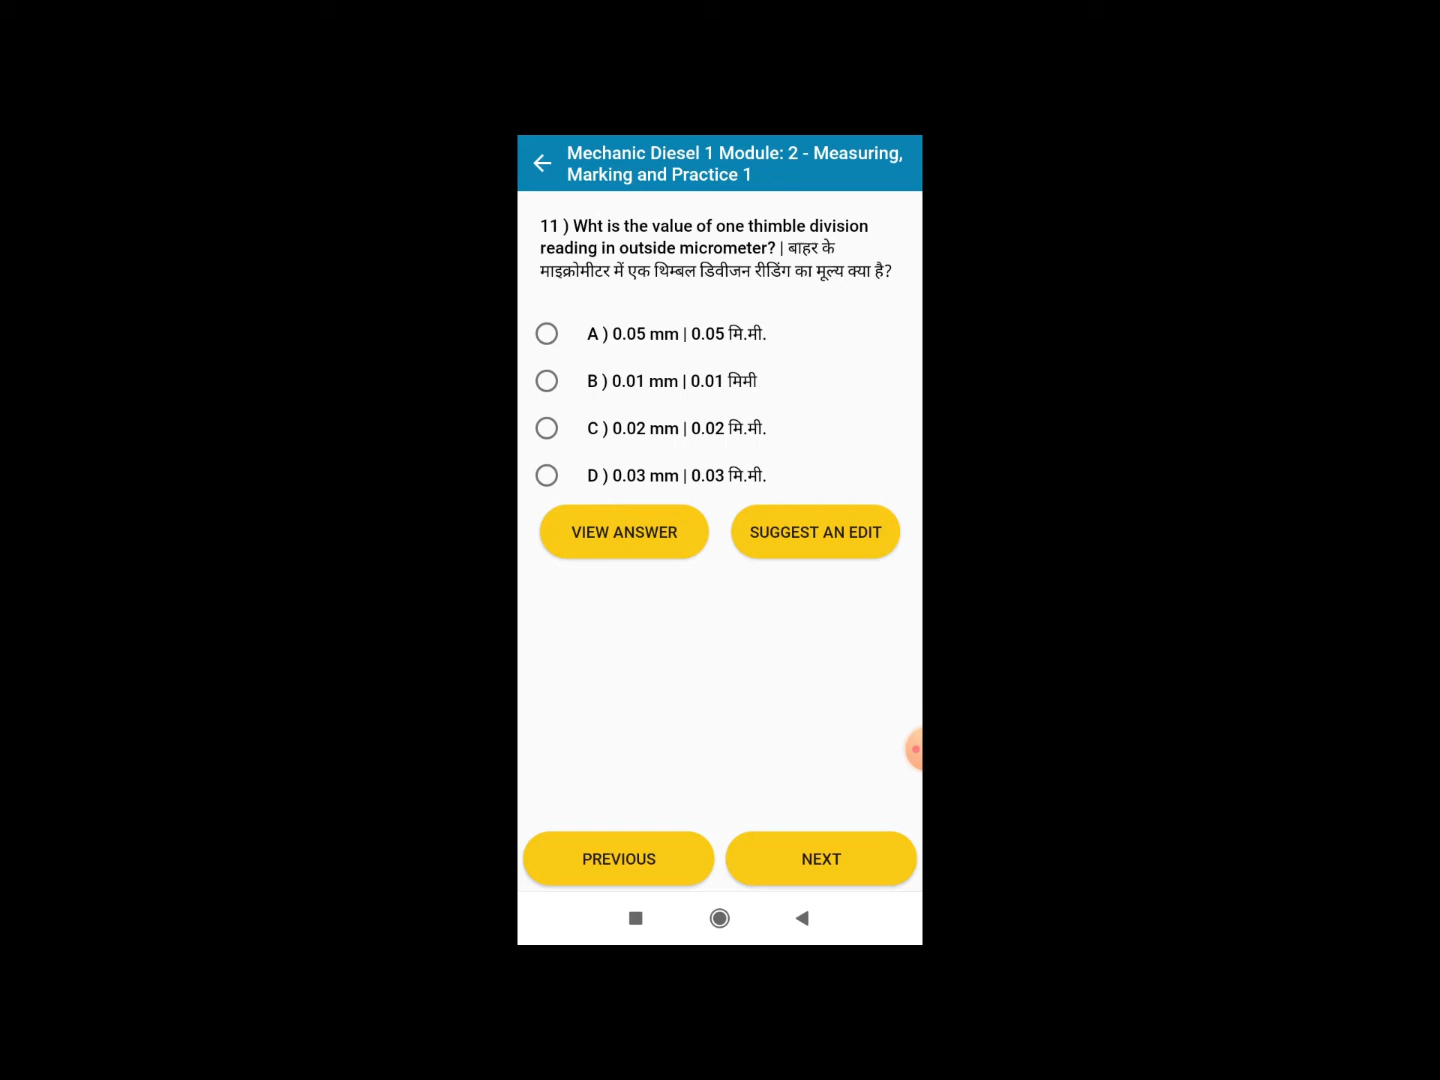 Mechanic Diesel 1 Module: 2 - Measuring,
Marking and Practice 1
11 ) Wht is the value of one thimble division
reading in outside micrometer? | बाहर के
माइक्रोमीटर में एक थिम्बल डिवीजन रीडिंग का मूल्य क्या है?
A ) 0.05 mm | 0.05 मि.मी.
B ) 0.01 mm | 0.01 मिमी
C ) 0.02 mm | 0.02 मि.मी.
D ) 0.03 mm | 0.03 मि.मी.
VIEW ANSWER
SUGGEST AN EDIT
PREVIOUS
NEXT